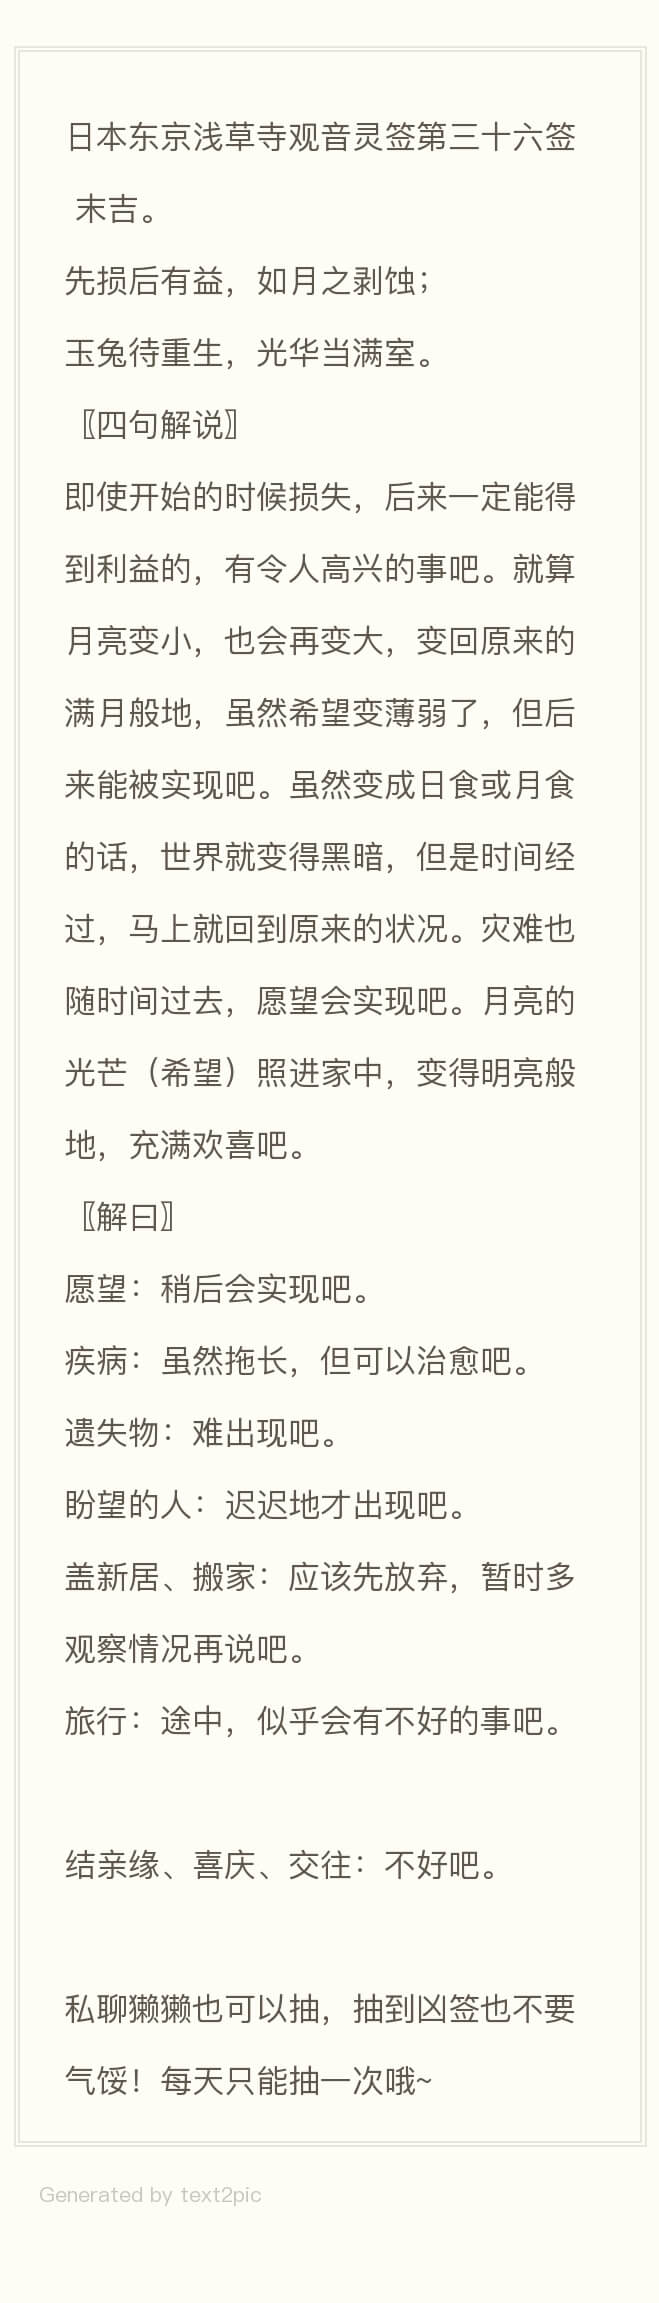 日本东京浅草寺观音灵签第三十六签
末吉。
先损后有益，如月之剥蚀；
玉兔待重生，光华当满室。
〖四句解说〗
即使开始的时候损失，后来一定能得
到利益的，有令人高兴的事吧。就算
月亮变小，也会再变大，变回原来的
满月般地，虽然希望变薄弱了，但后
来能被实现吧。虽然变成日食或月食
的话，世界就变得黑暗，但是时间经
过，马上就回到原来的状况。灾难也
随时间过去，愿望会实现吧。月亮的
光芒（希望）照进家中，变得明亮般
地，充满欢喜吧。
〖解曰〗
愿望：稍后会实现吧。
疾病：虽然拖长，但可以治愈吧。
遗失物：难出现吧。
盼望的人：迟迟地才出现吧。
盖新居、搬家：应该先放弃，暂时多
观察情况再说吧。
旅行：途中，似乎会有不好的事吧。
结亲缘、喜庆、交往：不好吧。
私聊獭獭也可以抽，抽到凶签也不要
气馁！每天只能抽一次哦~
Generated by text2pic